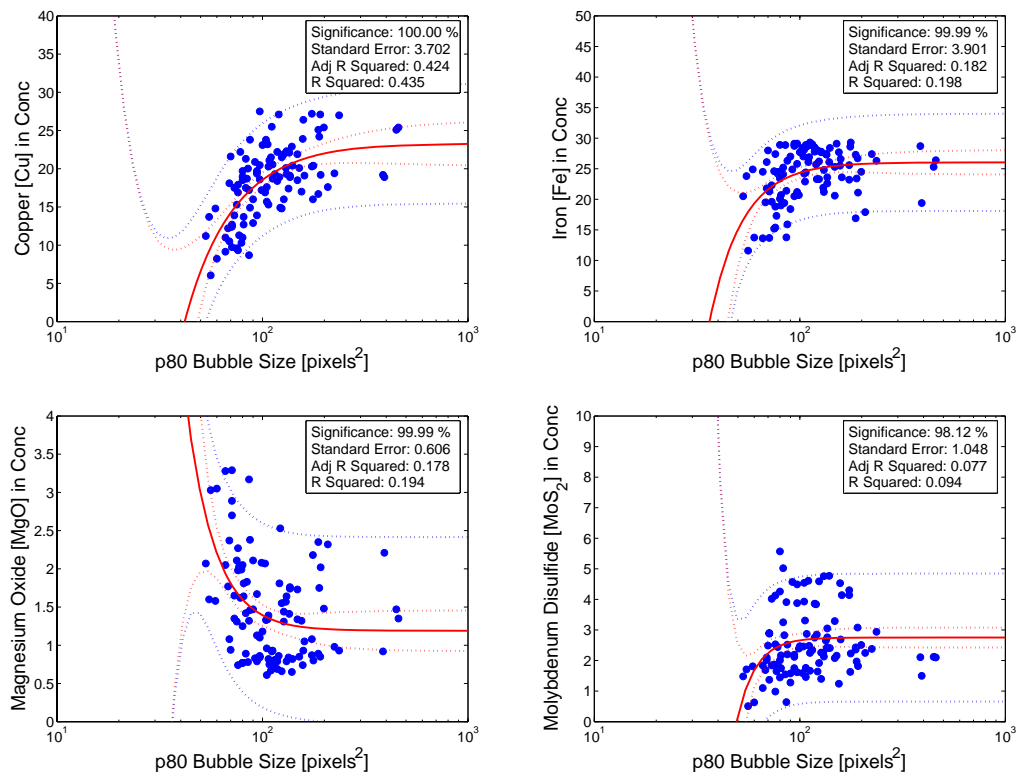 Copper [Cu] in Conc
40
35
30
25
20
15
10
5
0
Significance: 100.00 %
Standard Error: 3.702
Adj R Squared: 0.424
R Squared: 0.435
10^1
10^2
10^3
p80 Bubble Size [pixels^2]
Iron [Fe] in Conc
50
45
40
35
30
25
20
15
10
5
0
Significance: 99.99 %
Standard Error: 3.901
Adj R Squared: 0.182
R Squared: 0.198
10^1
10^2
10^3
p80 Bubble Size [pixels^2]
Magnesium Oxide [MgO] in Conc
4
3.5
3
2.5
2
1.5
1
0.5
0
Significance: 99.99 %
Standard Error: 0.606
Adj R Squared: 0.178
R Squared: 0.194
10^1
10^2
10^3
p80 Bubble Size [pixels^2]
Molybdenum Disulfide [MoS_2] in Conc
10
9
8
7
6
5
4
3
2
1
0
Significance: 98.12 %
Standard Error: 1.048
Adj R Squared: 0.077
R Squared: 0.094
10^1
10^2
10^3
p80 Bubble Size [pixels^2]